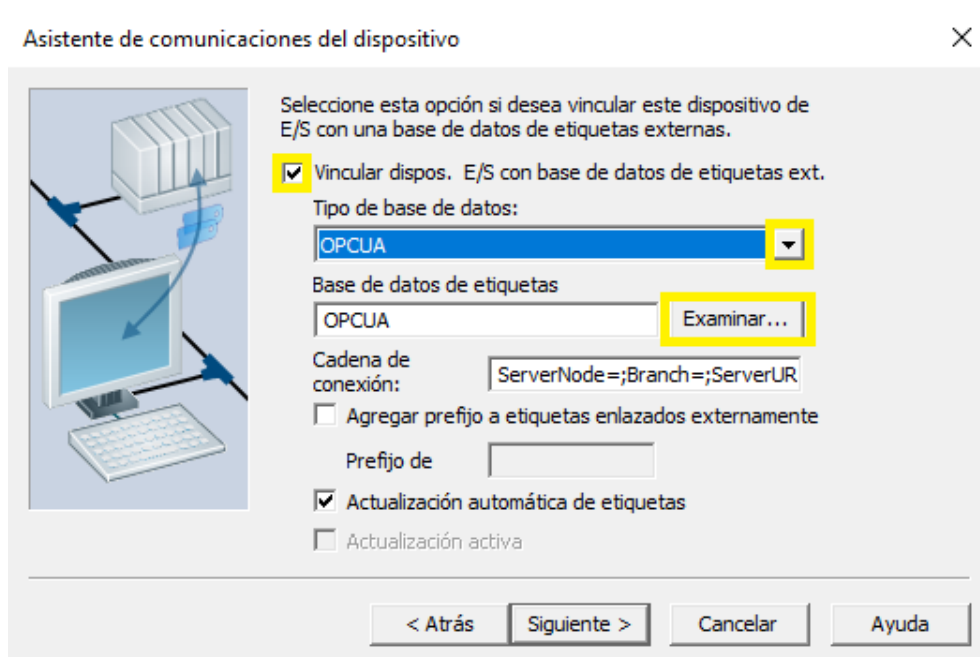 Asistente de comunicaciones del dispositivo
Seleccione esta opción si desea vincular este dispositivo de
E/S con una base de datos de etiquetas externas.
Vincular dispos. E/S con base de datos de etiquetas ext.
Tipo de base de datos:
OPCUA
Base de datos de etiquetas
OPCUA
Examinar...
Cadena de
conexión:
ServerNode=;Branch=;ServerUR
Agregar prefijo a etiquetas enlazados externamente
Prefijo de
Actualización automática de etiquetas
Actualización activa
< Atrás
Siguiente >
Cancelar
Ayuda